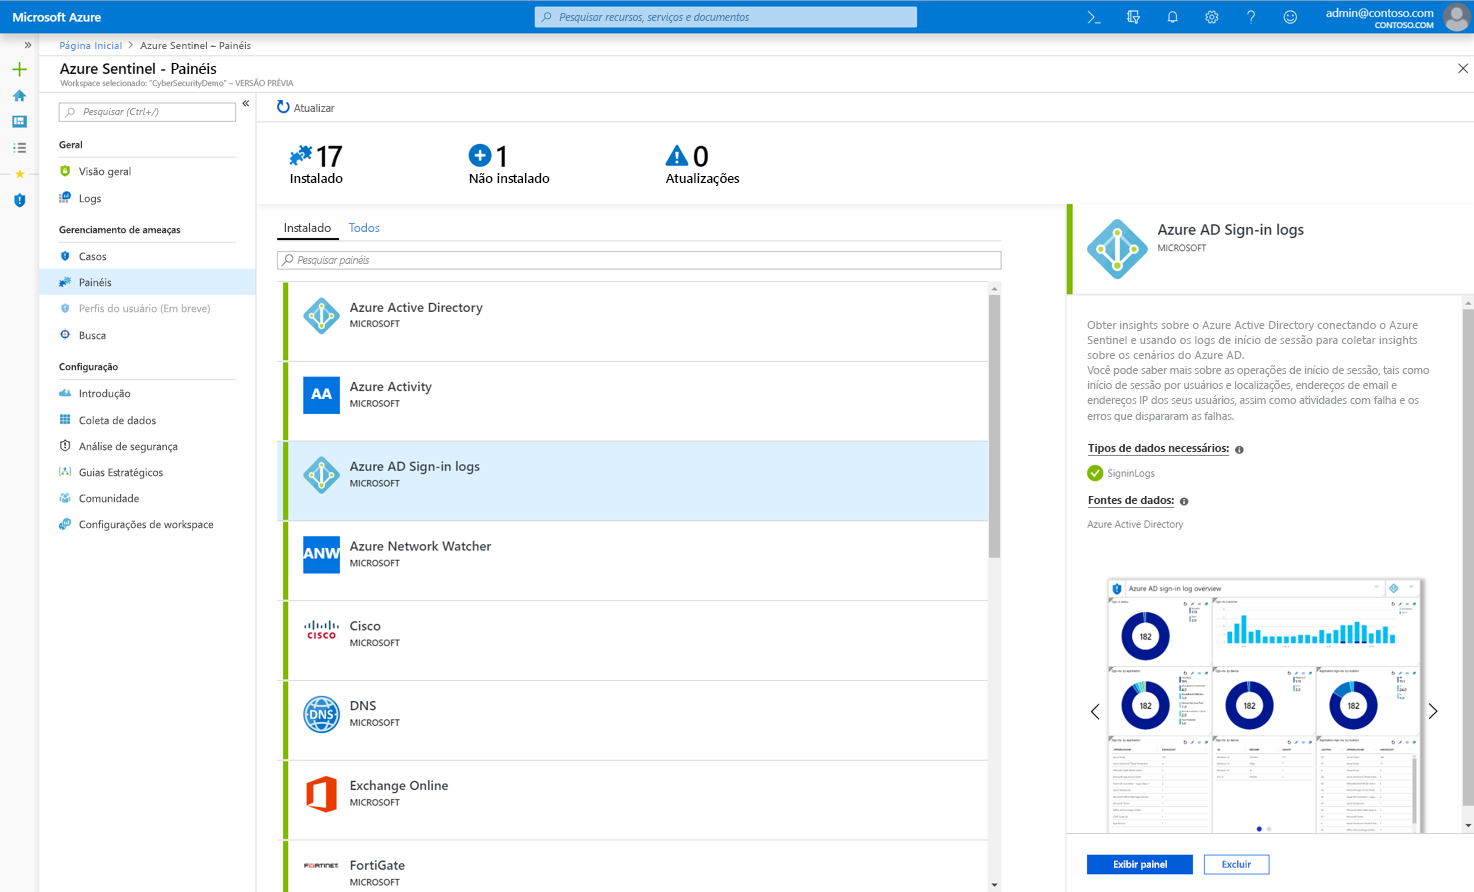 Microsoft Azure
Pesquisar recursos, serviços e documentos
admin@contoso.com
CONTOSO.COM
Página Inicial > Azure Sentinel – Painéis
Azure Sentinel - Painéis
Workspace selecionado: "CyberSecurityDemo" – VERSÃO PRÉVIA
Pesquisar (Ctrl+/)
Geral
Visão geral
Logs
Gerenciamento de ameaças
Casos
Painéis
Perfis do usuário (Em breve)
Busca
Configuração
Introdução
Coleta de dados
Análise de segurança
Guias Estratégicos
Comunidade
Configurações de workspace
Atualizar
17
Instalado
1
Não instalado
0
Atualizações
Instalado
Todos
Pesquisar painéis
Azure Active Directory
MICROSOFT
AA
Azure Activity
MICROSOFT
Azure AD Sign-in logs
MICROSOFT
ANW
Azure Network Watcher
MICROSOFT
CISCO
Cisco
MICROSOFT
DNS
DNS
MICROSOFT
Exchange Online
MICROSOFT
FORTINET
FortiGate
MICROSOFT
Azure AD Sign-in logs
MICROSOFT
Obter insights sobre o Azure Active Directory conectando o Azure
Sentinel e usando os logs de início de sessão para coletar insights
sobre os cenários do Azure AD.
Você pode saber mais sobre as operações de início de sessão, tais como
início de sessão por usuários e localizações, endereços de email e
endereços IP dos seus usuários, assim como atividades com falha e os
erros que dispararam as falhas.
Tipos de dados necessários:
SigninLogs
Fontes de dados:
Azure Active Directory
Azure AD sign-in log overview
182
182
182
182
Exibir painel
Excluir